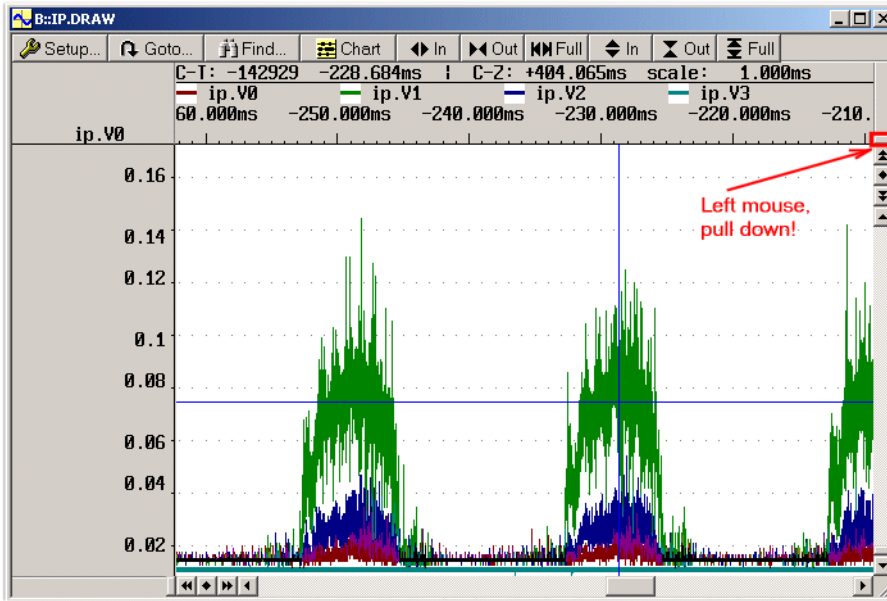 B::IP.DRAW
Setup... Goto... Find... Chart In Out Full In Out Full
C-T: -142929 -228.684ms | C-Z: +404.065ms scale: 1.000ms
ip.V0 ip.V1 ip.V2 ip.V3
60.000ms -250.000ms -240.000ms -230.000ms -220.000ms -210.
ip.V0
0.16
Left mouse,
pull down!
0.14
0.12
0.1
0.08
0.06
0.04
0.02